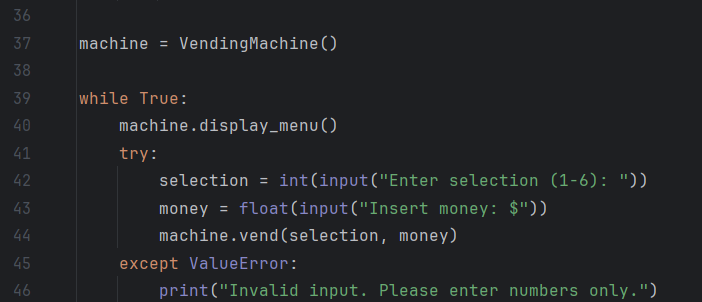 36
37 machine = VendingMachine()
38
39 while True:
40 machine.display_menu()
41 try:
42 selection = int(input("Enter selection (1-6): "))
43 money = float(input("Insert money: $"))
44 machine.vend(selection, money)
45 except ValueError:
46 print("Invalid input. Please enter numbers only.")